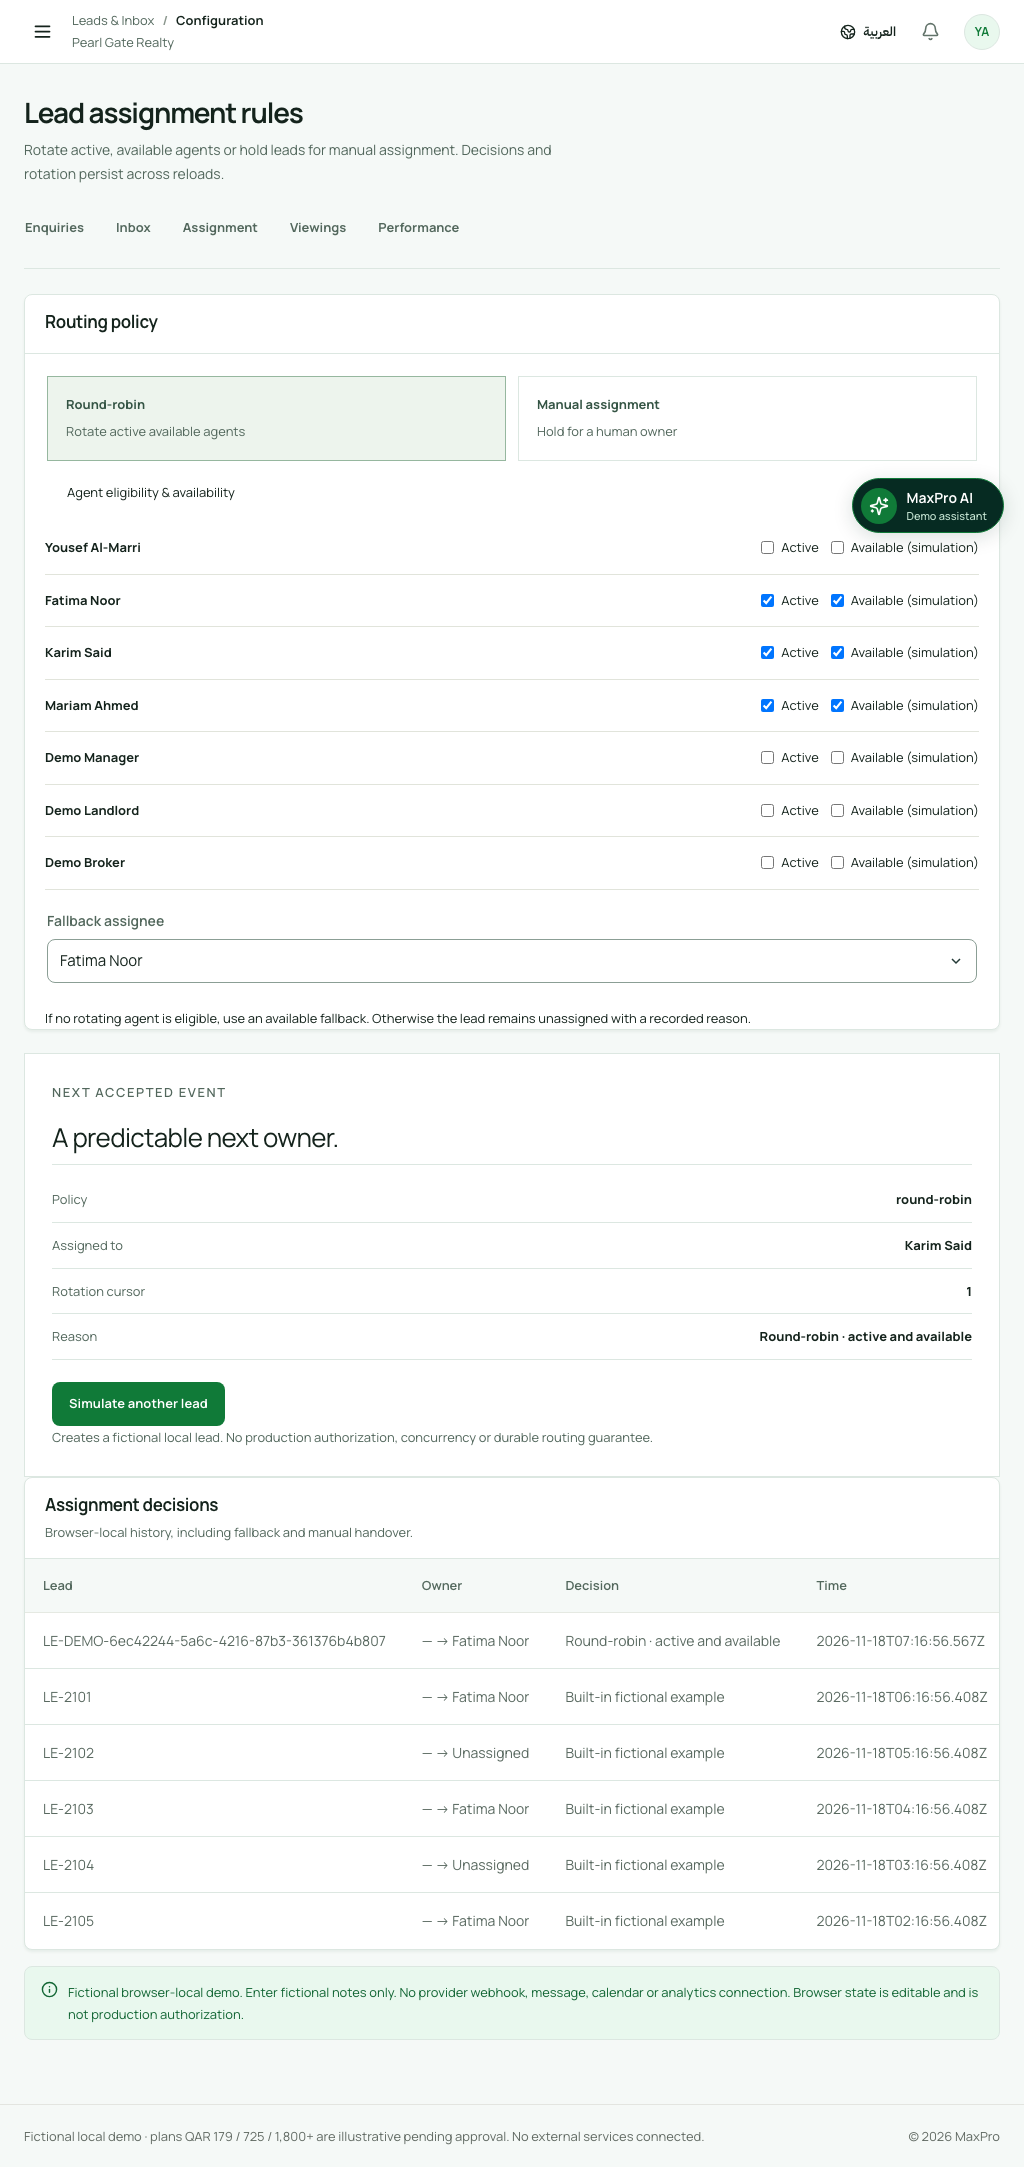 Leads & Inbox / Configuration
Pearl Gate Realty
العربية
YA
Lead assignment rules
Rotate active, available agents or hold leads for manual assignment. Decisions and
rotation persist across reloads.
Enquiries Inbox Assignment Viewings Performance
Routing policy
Round-robin
Rotate active available agents
Manual assignment
Hold for a human owner
Agent eligibility & availability
MaxPro AI
Demo assistant
Yousef Al-Marri Active Available (simulation)
Fatima Noor Active Available (simulation)
Karim Said Active Available (simulation)
Mariam Ahmed Active Available (simulation)
Demo Manager Active Available (simulation)
Demo Landlord Active Available (simulation)
Demo Broker Active Available (simulation)
Fallback assignee
Fatima Noor
If no rotating agent is eligible, use an available fallback. Otherwise the lead remains unassigned with a recorded reason.
NEXT ACCEPTED EVENT
A predictable next owner.
Policy round-robin
Assigned to Karim Said
Rotation cursor 1
Reason Round-robin · active and available
Simulate another lead
Creates a fictional local lead. No production authorization, concurrency or durable routing guarantee.
Assignment decisions
Browser-local history, including fallback and manual handover.
Lead Owner Decision Time
LE-DEMO-6ec42244-5a6c-4216-87b3-361376b4b807 — → Fatima Noor Round-robin · active and available 2026-11-18T07:16:56.567Z
LE-2101 — → Fatima Noor Built-in fictional example 2026-11-18T06:16:56.408Z
LE-2102 — → Unassigned Built-in fictional example 2026-11-18T05:16:56.408Z
LE-2103 — → Fatima Noor Built-in fictional example 2026-11-18T04:16:56.408Z
LE-2104 — → Unassigned Built-in fictional example 2026-11-18T03:16:56.408Z
LE-2105 — → Fatima Noor Built-in fictional example 2026-11-18T02:16:56.408Z
Fictional browser-local demo. Enter fictional notes only. No provider webhook, message, calendar or analytics connection. Browser state is editable and is
not production authorization.
Fictional local demo · plans QAR 179 / 725 / 1,800+ are illustrative pending approval. No external services connected. © 2026 MaxPro